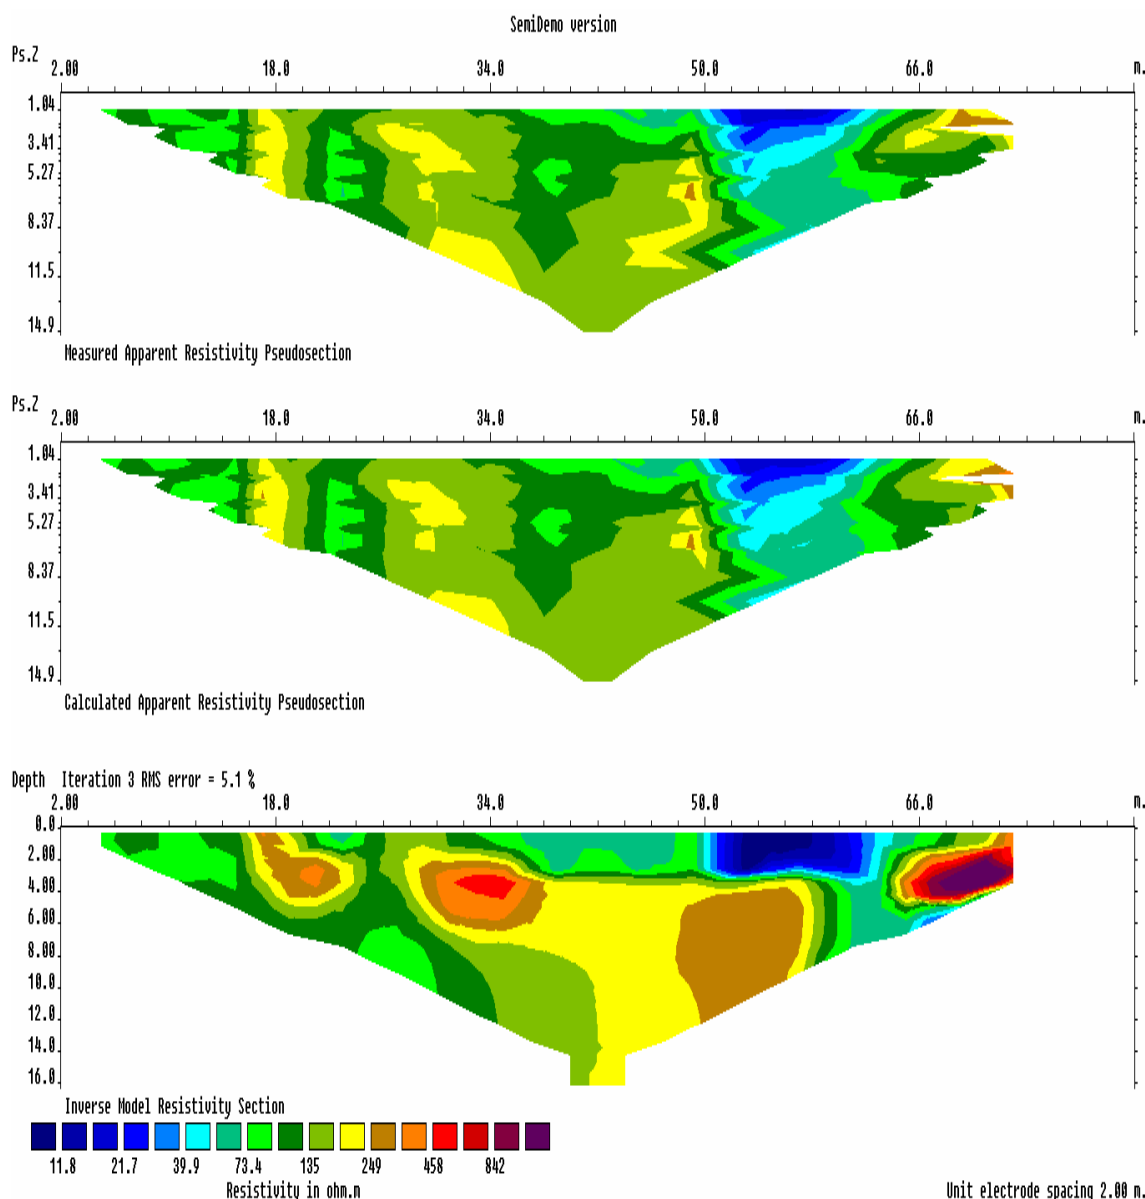 SemiDemo version
Ps.Z
2.00 18.0 34.0 50.0 66.0 m.
1.04
3.41
5.27
8.37
11.5
14.9
Measured Apparent Resistivity Pseudosection
Ps.Z
2.00 18.0 34.0 50.0 66.0 m.
1.04
3.41
5.27
8.37
11.5
14.9
Calculated Apparent Resistivity Pseudosection
Depth Iteration 3 RMS error = 5.1 %
2.00 18.0 34.0 50.0 66.0 m.
0.0
2.00
4.00
6.00
8.00
10.0
12.0
14.0
16.0
Inverse Model Resistivity Section
11.8 21.7 39.9 73.4 135 249 458 842
Resistivity in ohm.m
Unit electrode spacing 2.00 m.